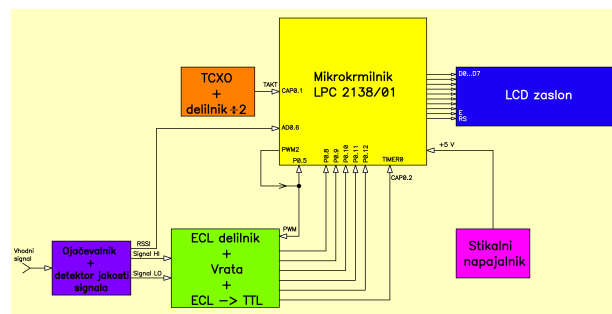 TCXO
+
delilnik÷2
TAKT
CAP0.1
Mikrokrmilnik
LPC 2138/01
D0...D7
E
RS
LCD zaslon
AD0.6
PWM2
P0.5
P0.8
P0.9
P0.10
P0.11
P0.12
TIMER0
CAP0.2
+5 V
PWM
Vhodni
signal
Ojačevalnik
+
detektor jakosti
signala
RSSI
Signal HI
Signal LO
ECL delilnik
+
Vrata
+
ECL –> TTL
Stikalni
napajalnik